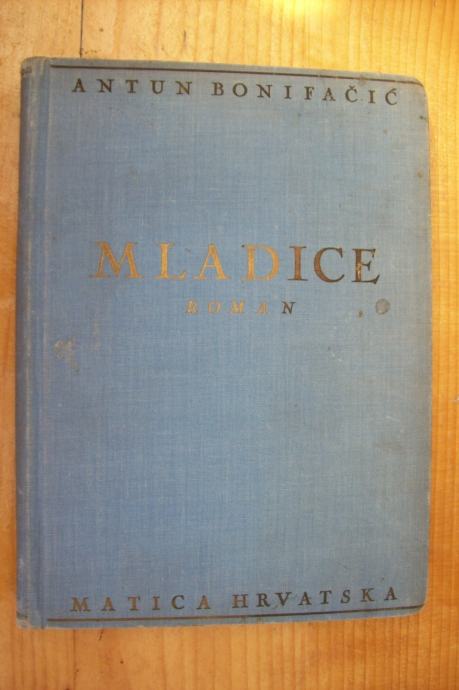 ANTUN BONIFAČIĆ
MLADICE
ROMAN
MATICA HRVATSKA